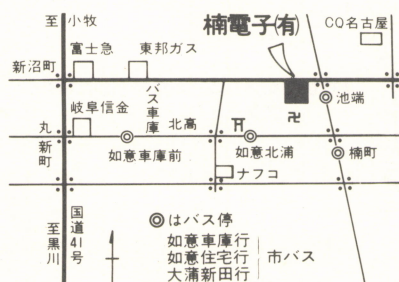 至小牧
楠電子(有)
CQ名古屋
富士急
東邦ガス
新沼町
池端
バス車庫
岐阜信金
北高
卍
丸新町
如意車庫前
如意北浦
楠町
ナフコ
国道41号
至黒川
◎はバス停
如意車庫行
如意住宅行
大蒲新田行
市バス